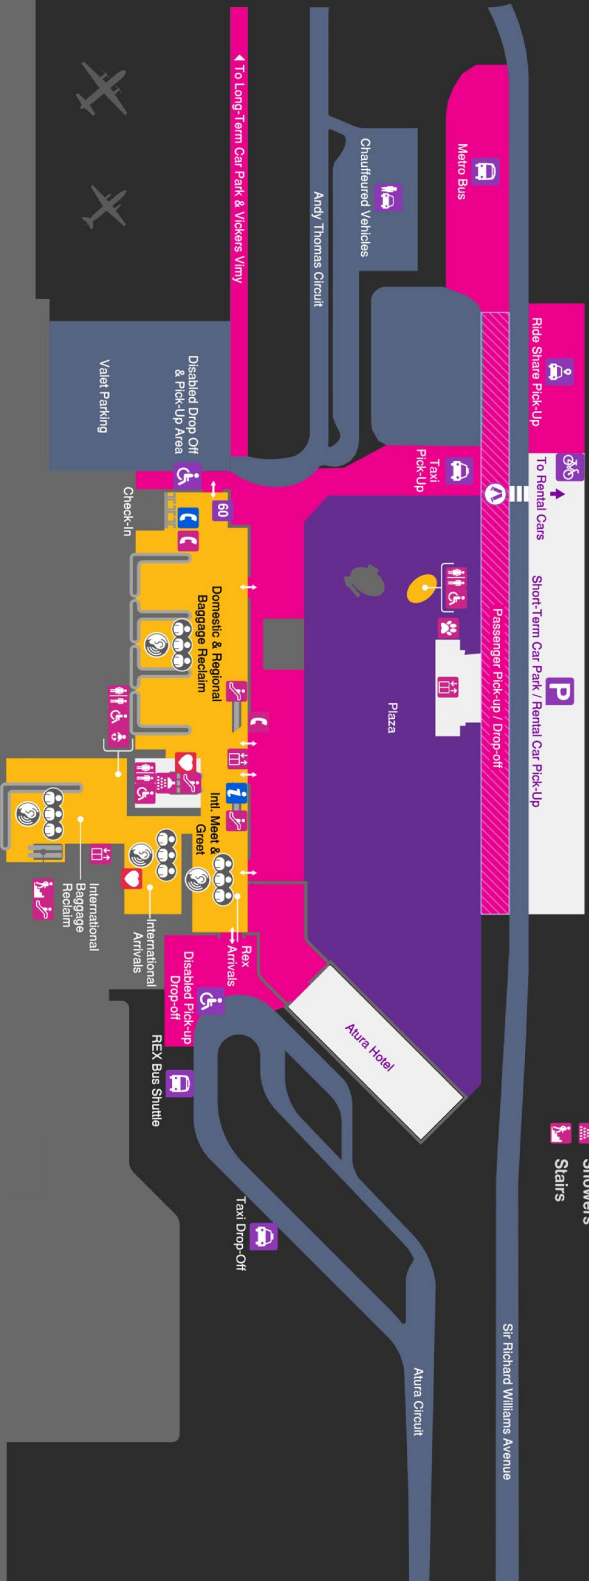 ◀ To Long-Term Car Park & Vickers Vimy
Andy Thomas Circuit
Chauffeured Vehicles
Metro Bus
Ride Share Pick-Up
Valet Parking
Disabled Drop Off
& Pick-Up Area
Taxi
Pick-Up
To Rental Cars
Short-Term Car Park / Rental Car Pick-Up
P
Passenger Pick-up / Drop-off
Check-In
60
Domestic & Regional
Baggage Reclaim
Plaza
i
Intl. Meet &
Greet
International
Baggage
Reclaim
International
Arrivals
Rex
Arrivals
Disabled Pick-up
Drop-off
REX Bus Shuttle
Atura Hotel
Taxi Drop-Off
Atura Circuit
Sir Richard Williams Avenue
Showers
Stairs